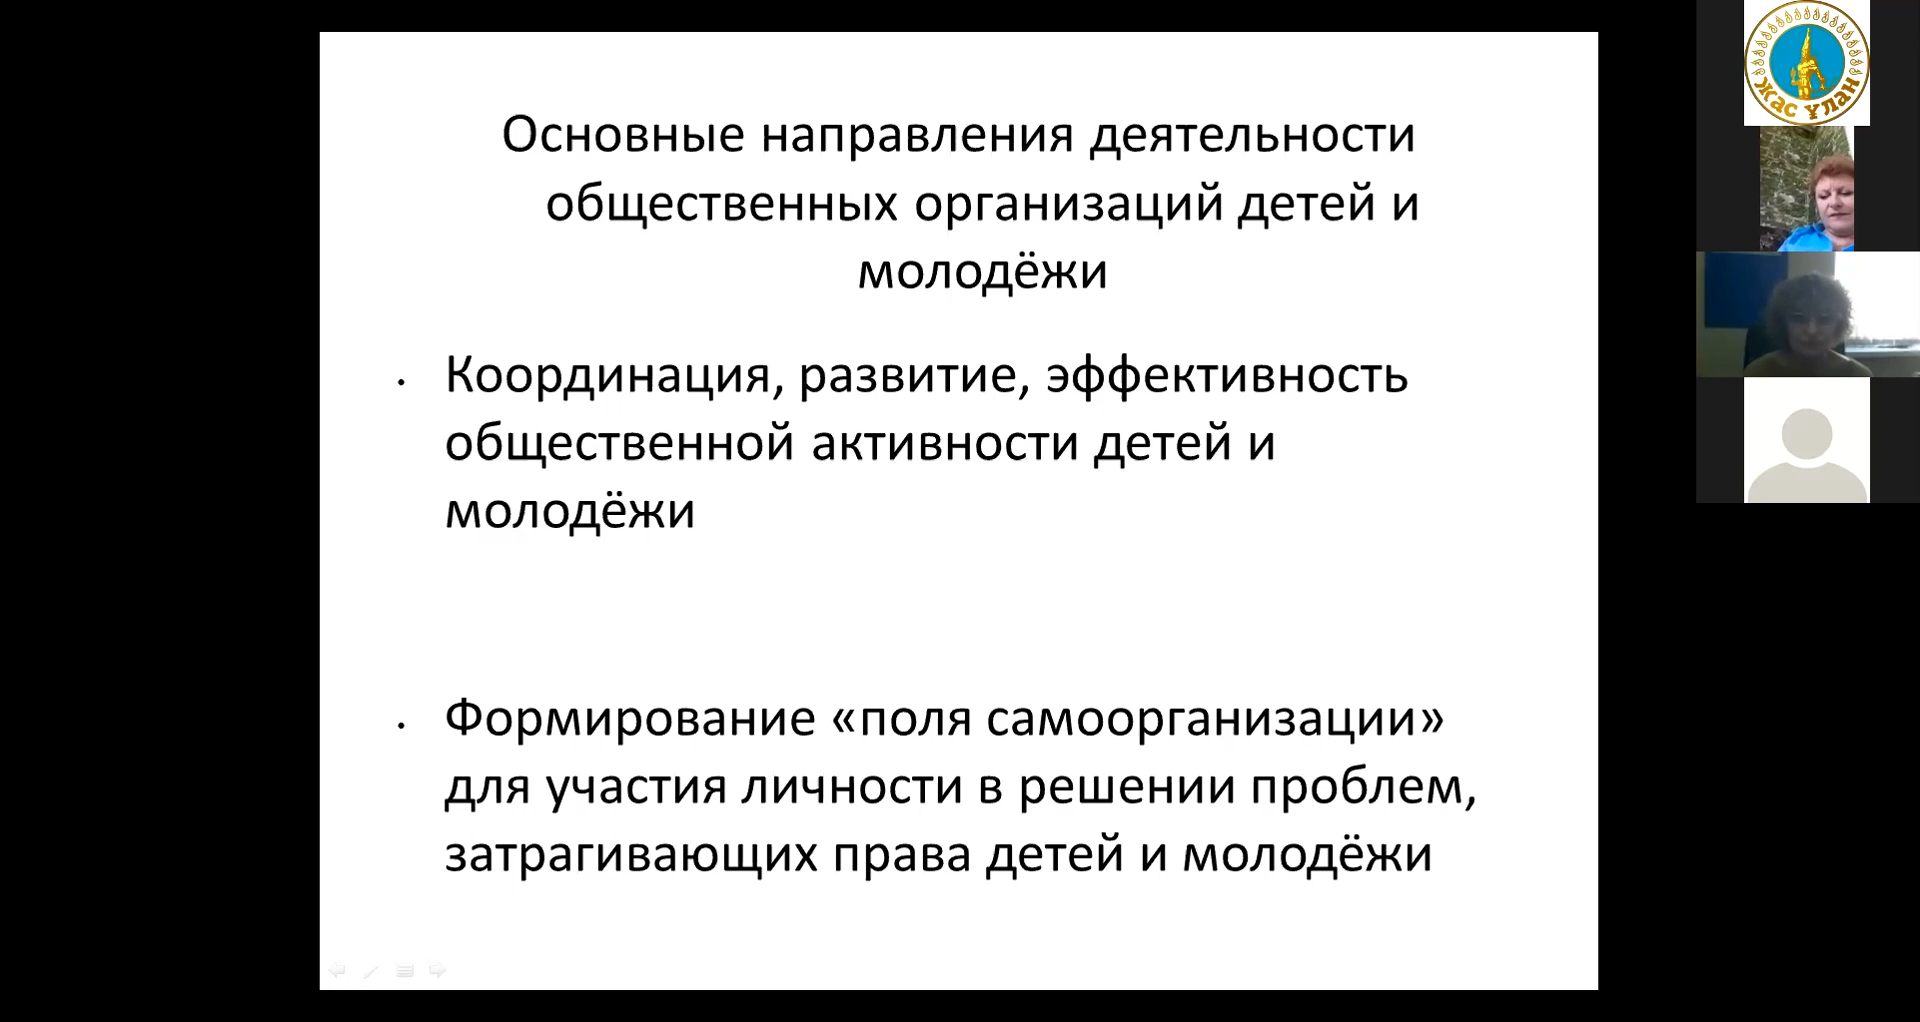 Основные направления деятельности
общественных организаций детей и
молодёжи
• Координация, развитие, эффективность
общественной активности детей и
молодёжи
• Формирование «поля самоорганизации»
для участия личности в решении проблем,
затрагивающих права детей и молодёжи
Жас Ұлан